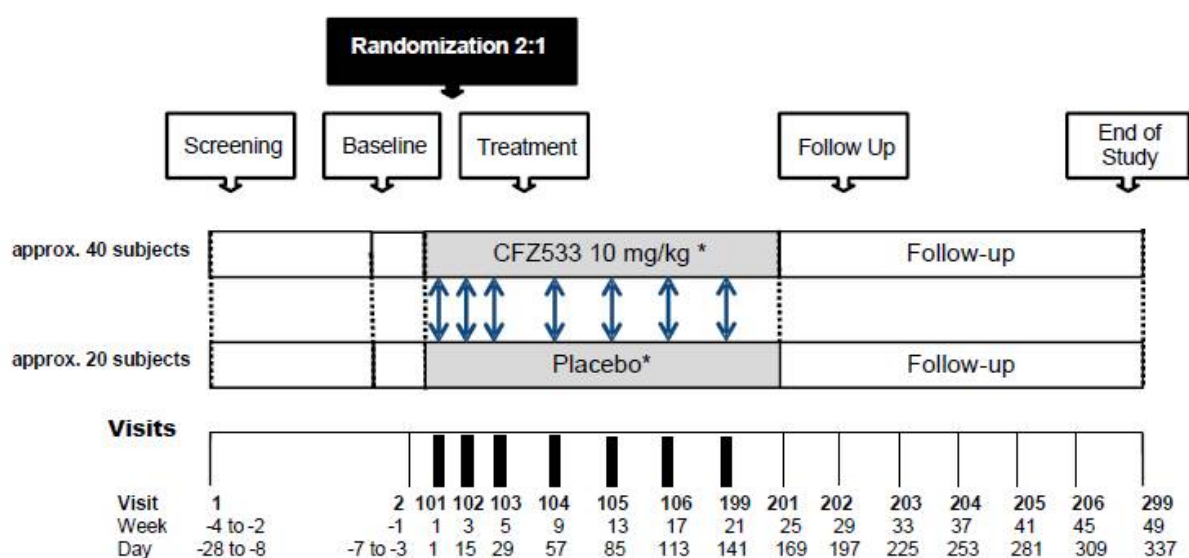 Randomization 2:1
Screening
Baseline
Treatment
Follow Up
End of
Study
approx. 40 subjects
CFZ533 10 mg/kg *
Follow-up
approx. 20 subjects
Placebo*
Follow-up
Visits
Visit 1 2 101 102 103 104 105 106 199 201 202 203 204 205 206 299
Week -4 to -2 -1 1 3 5 9 13 17 21 25 29 33 37 41 45 49
Day -28 to -8 -7 to -3 1 15 29 57 85 113 141 169 197 225 253 281 309 337